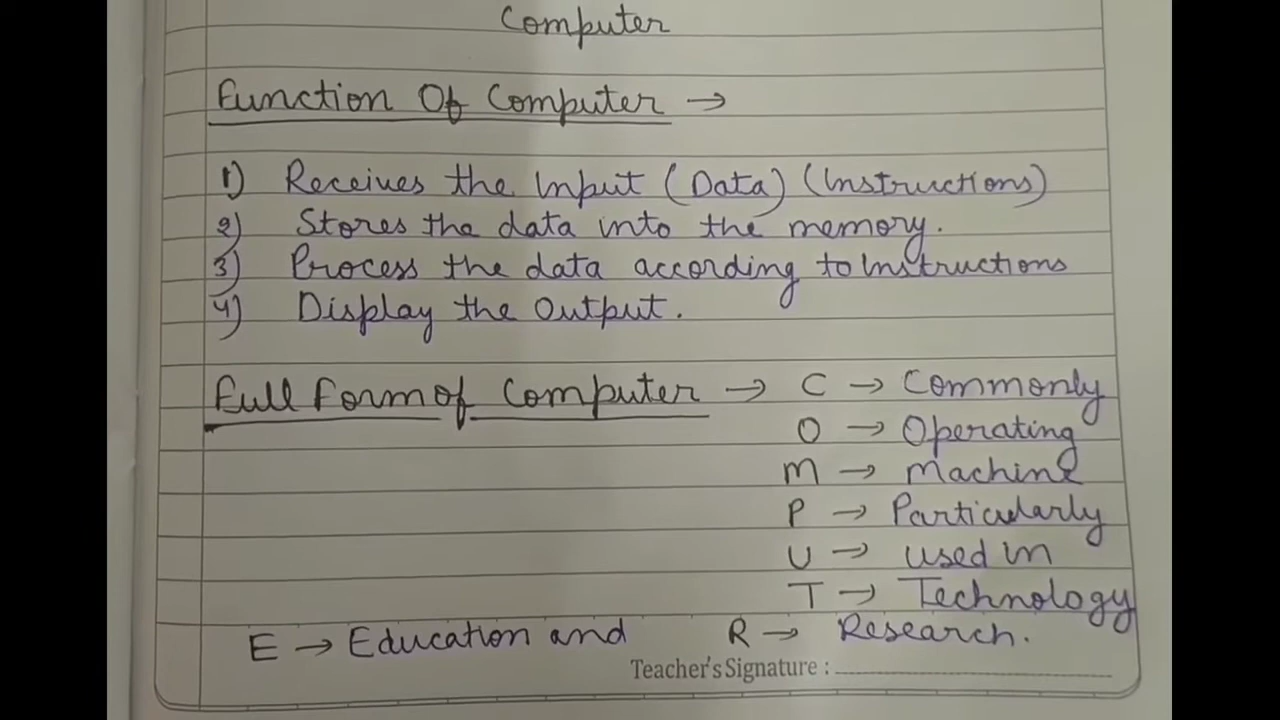 Computer
Function Of Computer →
1) Receives the Input (Data) (Instructions)
2) Stores the data into the memory.
3) Process the data according to Instructions
4) Display the Output.
Full Form of Computer → C → Commonly
O → Operating
M → Machine
P → Particularly
U → used in
T → Technology
E → Education and R → Research.
Teacher's Signature :